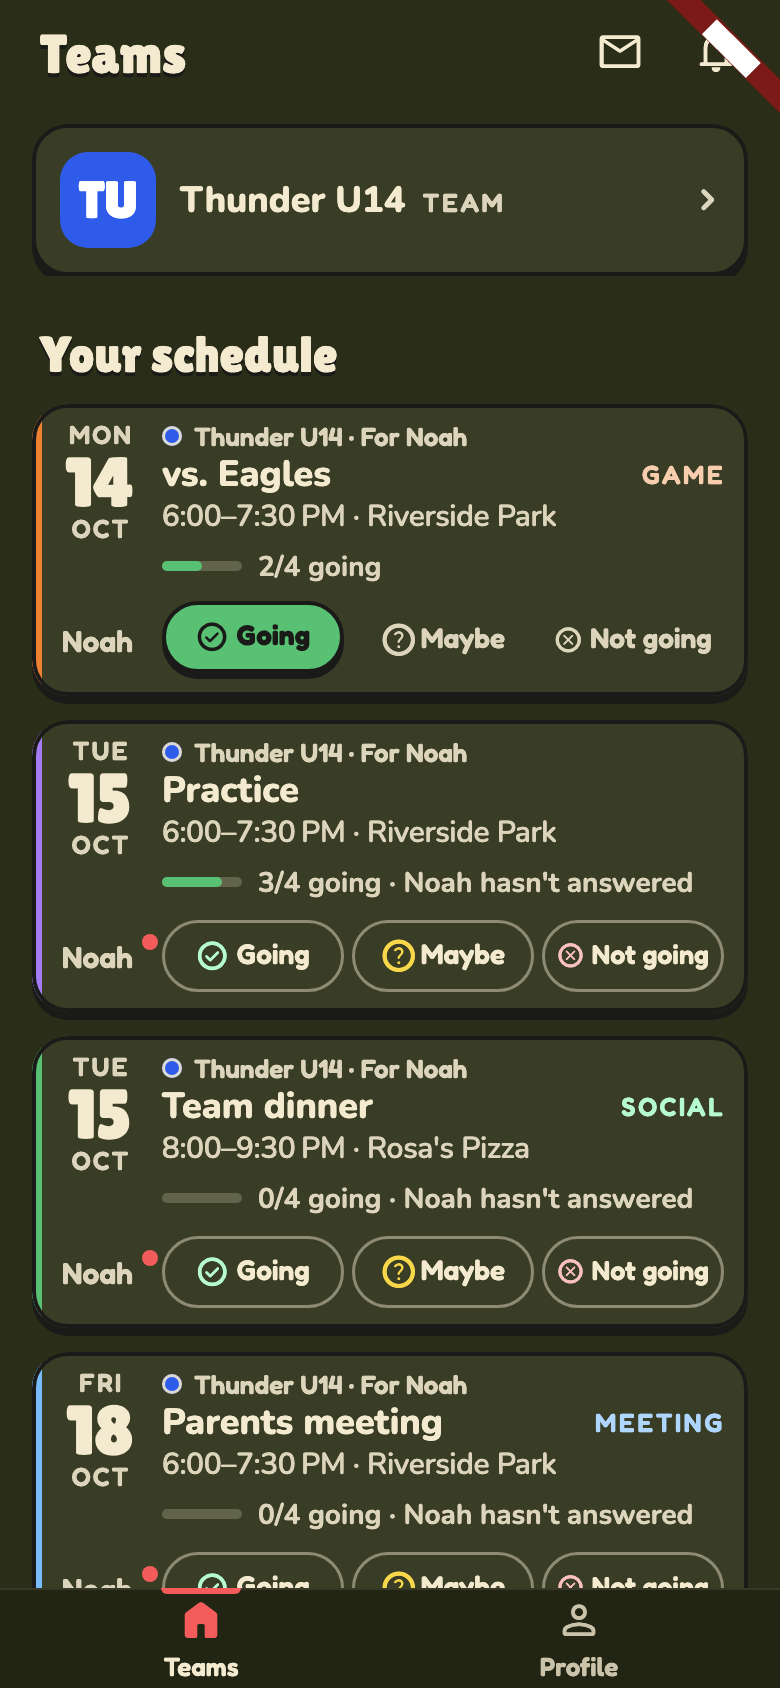 Teams
TU
Thunder U14 TEAM
Your schedule
MON
14
OCT
Thunder U14 · For Noah
vs. Eagles
GAME
6:00–7:30 PM · Riverside Park
2/4 going
Noah
Going
Maybe
Not going
TUE
15
OCT
Thunder U14 · For Noah
Practice
6:00–7:30 PM · Riverside Park
3/4 going · Noah hasn't answered
Noah
Going
Maybe
Not going
TUE
15
OCT
Thunder U14 · For Noah
Team dinner
SOCIAL
8:00–9:30 PM · Rosa's Pizza
0/4 going · Noah hasn't answered
Noah
Going
Maybe
Not going
FRI
18
OCT
Thunder U14 · For Noah
Parents meeting
MEETING
6:00–7:30 PM · Riverside Park
0/4 going · Noah hasn't answered
Noah
Going
Maybe
Not going
Teams
Profile